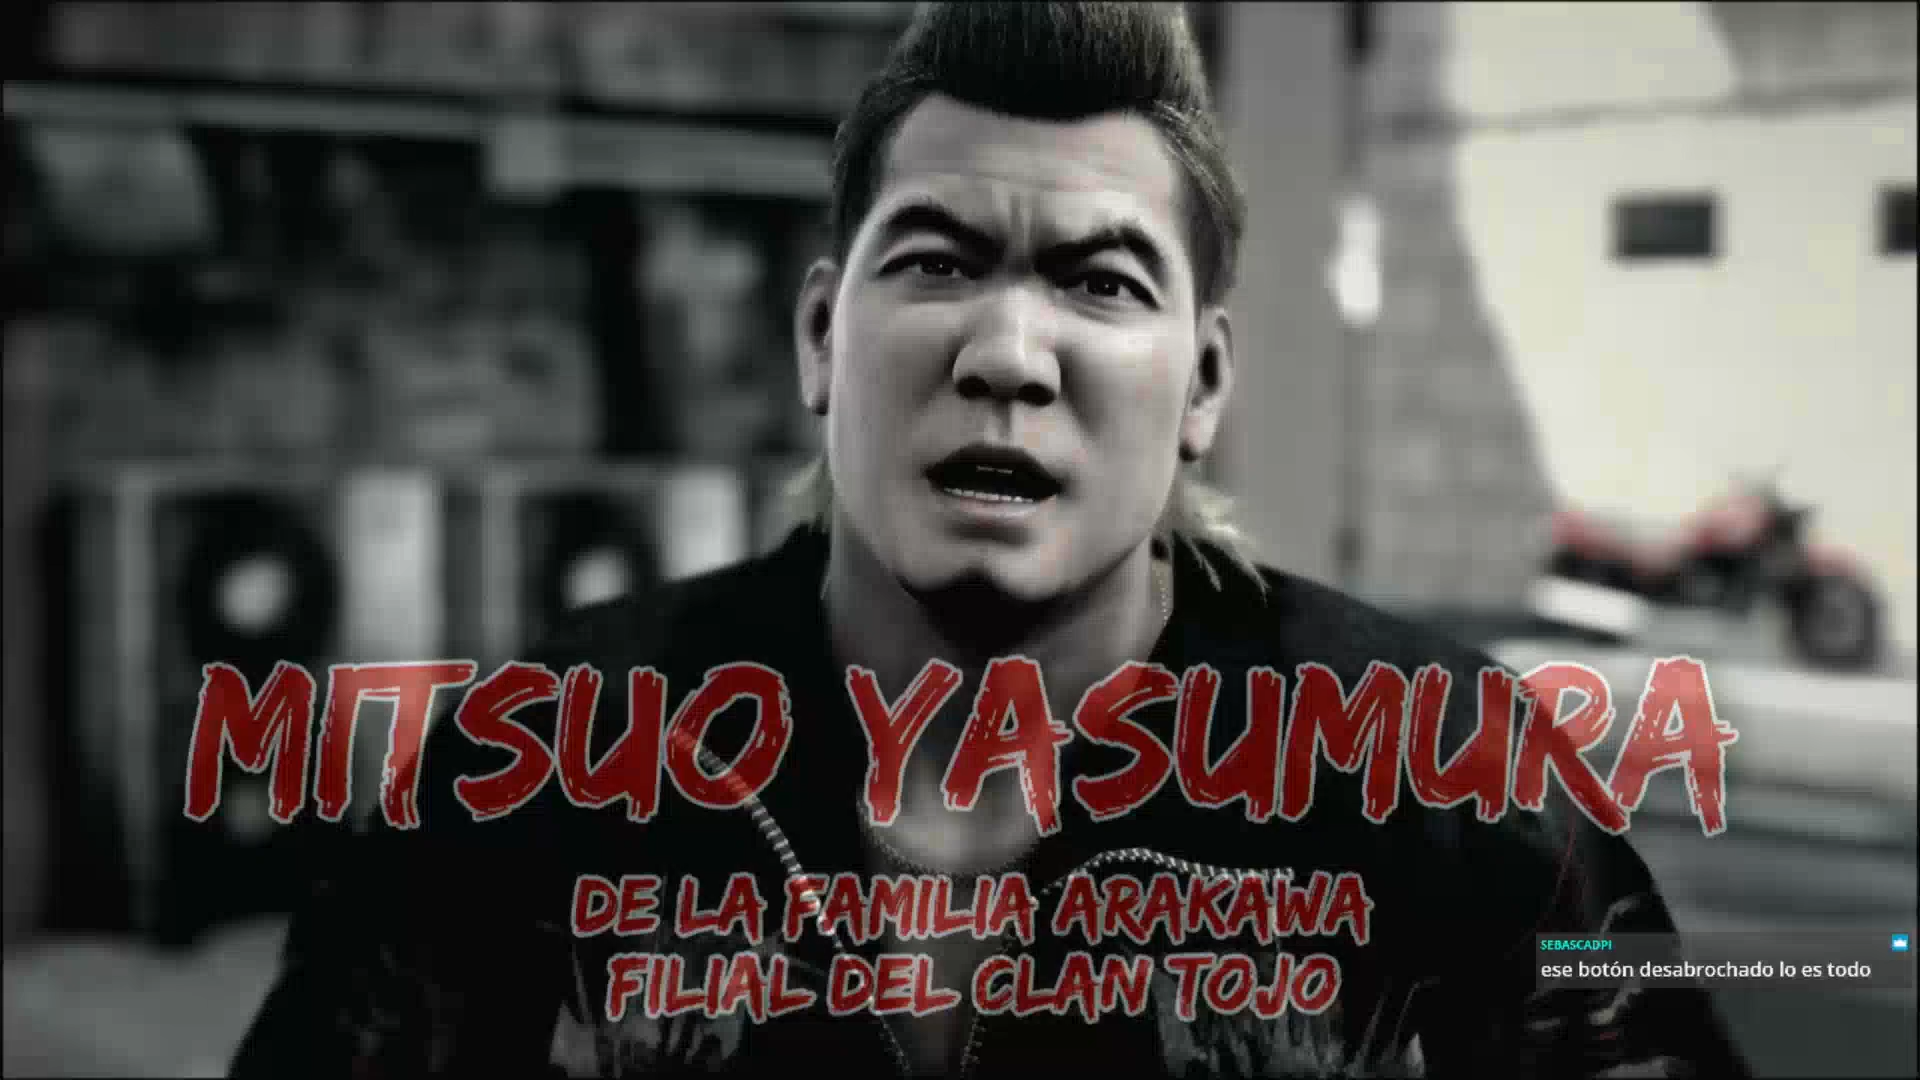 MITSUO YASUMURA
DE LA FAMILIA ARAKAWA
FILIAL DEL CLAN TOJO
SEBASCADPI
ese botón desabrochado lo es todo